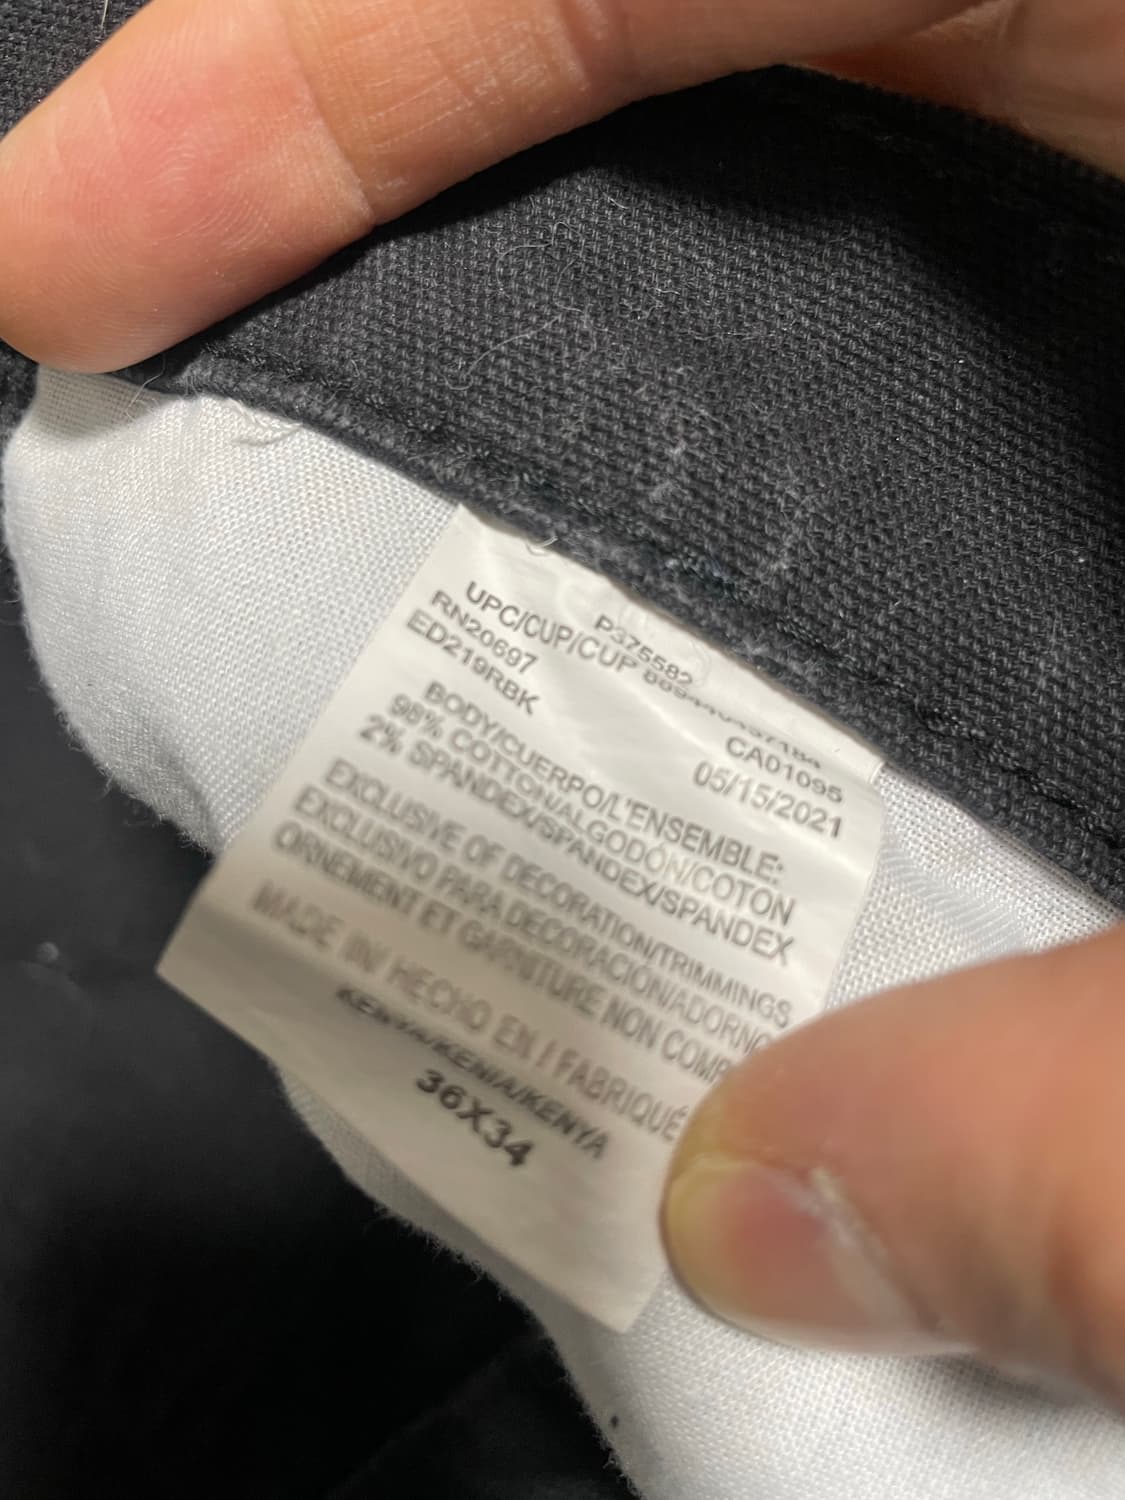 P375582
UPC/CUP/CUP
RN20697 CA01095
ED219RBK 05/15/2021
BODY/CUERPO/L'ENSEMBLE:
98% COTTON/ALGODÓN/COTON
2% SPANDEX/SPANDEX/SPANDEX
EXCLUSIVE OF DECORATION/TRIMMINGS
EXCLUSIVO PARA DECORACIÓN/ADORNO
ORNEMENT ET GARNITURE NON
MADE IN / HECHO EN / FABRIQUÉ
KENYA/KENIA/KENYA
36X34